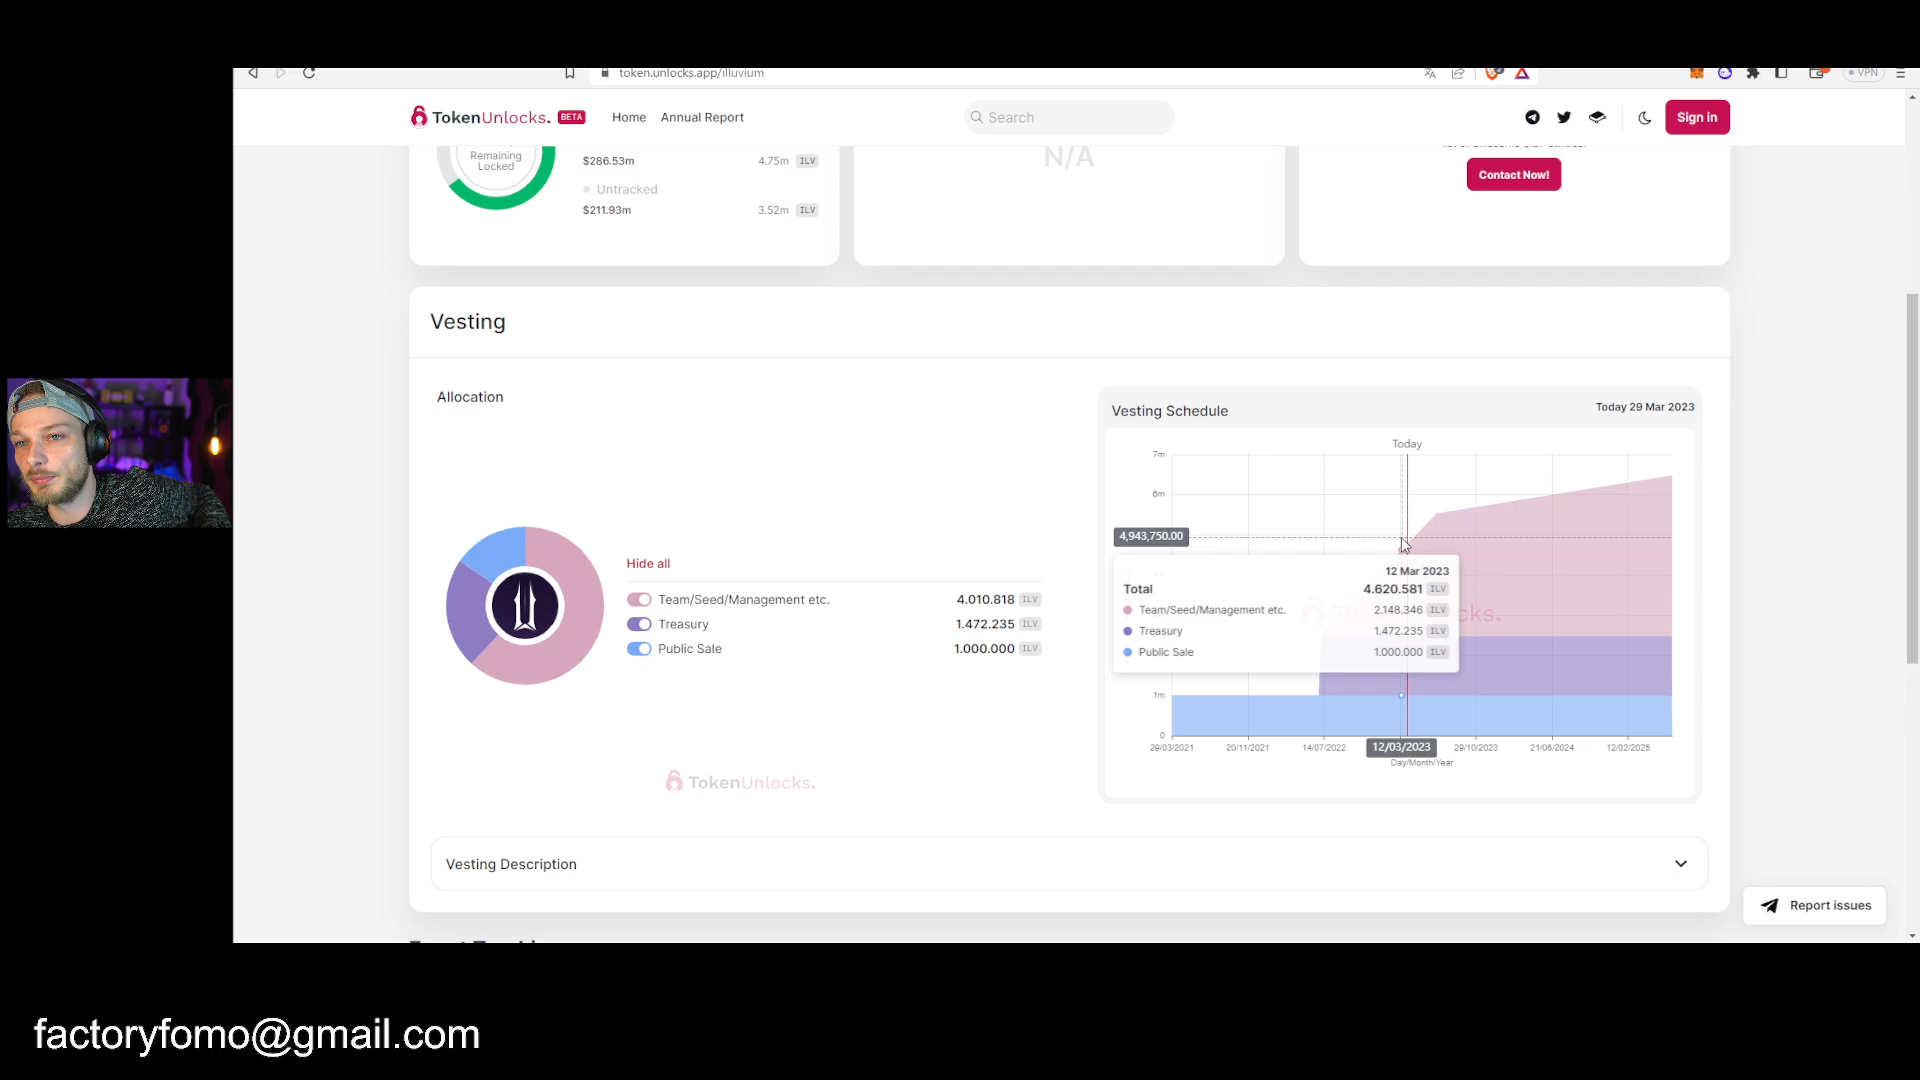 token.unlocks.app/illuvium
VPN
TokenUnlocks. BETA
Home
Annual Report
Search
Sign in
Remaining
Locked
$286.53m 4.75m ILV
Untracked
$211.93m 3.52m ILV
N/A
Contact Now!
Vesting
Allocation
Hide all
Team/Seed/Management etc. 4.010.818 ILV
Treasury 1.472.235 ILV
Public Sale 1.000.000 ILV
TokenUnlocks.
Vesting Schedule
Today 29 Mar 2023
Today
7m
6m
4,943,750.00
12 Mar 2023
Total 4.620.581 ILV
Team/Seed/Management etc. 2.148.346 ILV
Treasury 1.472.235 ILV
Public Sale 1.000.000 ILV
ks.
1m
0
29/03/2021 20/11/2021 14/07/2022 12/03/2023 29/10/2023 21/06/2024 12/02/2025
Day/Month/Year
Vesting Description
Report issues
factoryfomo@gmail.com